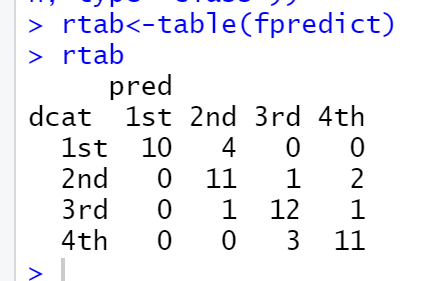 > rtab<-table(fpredict)
> rtab
pred
dcat 1st 2nd 3rd 4th
1st 10 4 0 0
2nd 0 11 1 2
3rd 0 1 12 1
4th 0 0 3 11
>